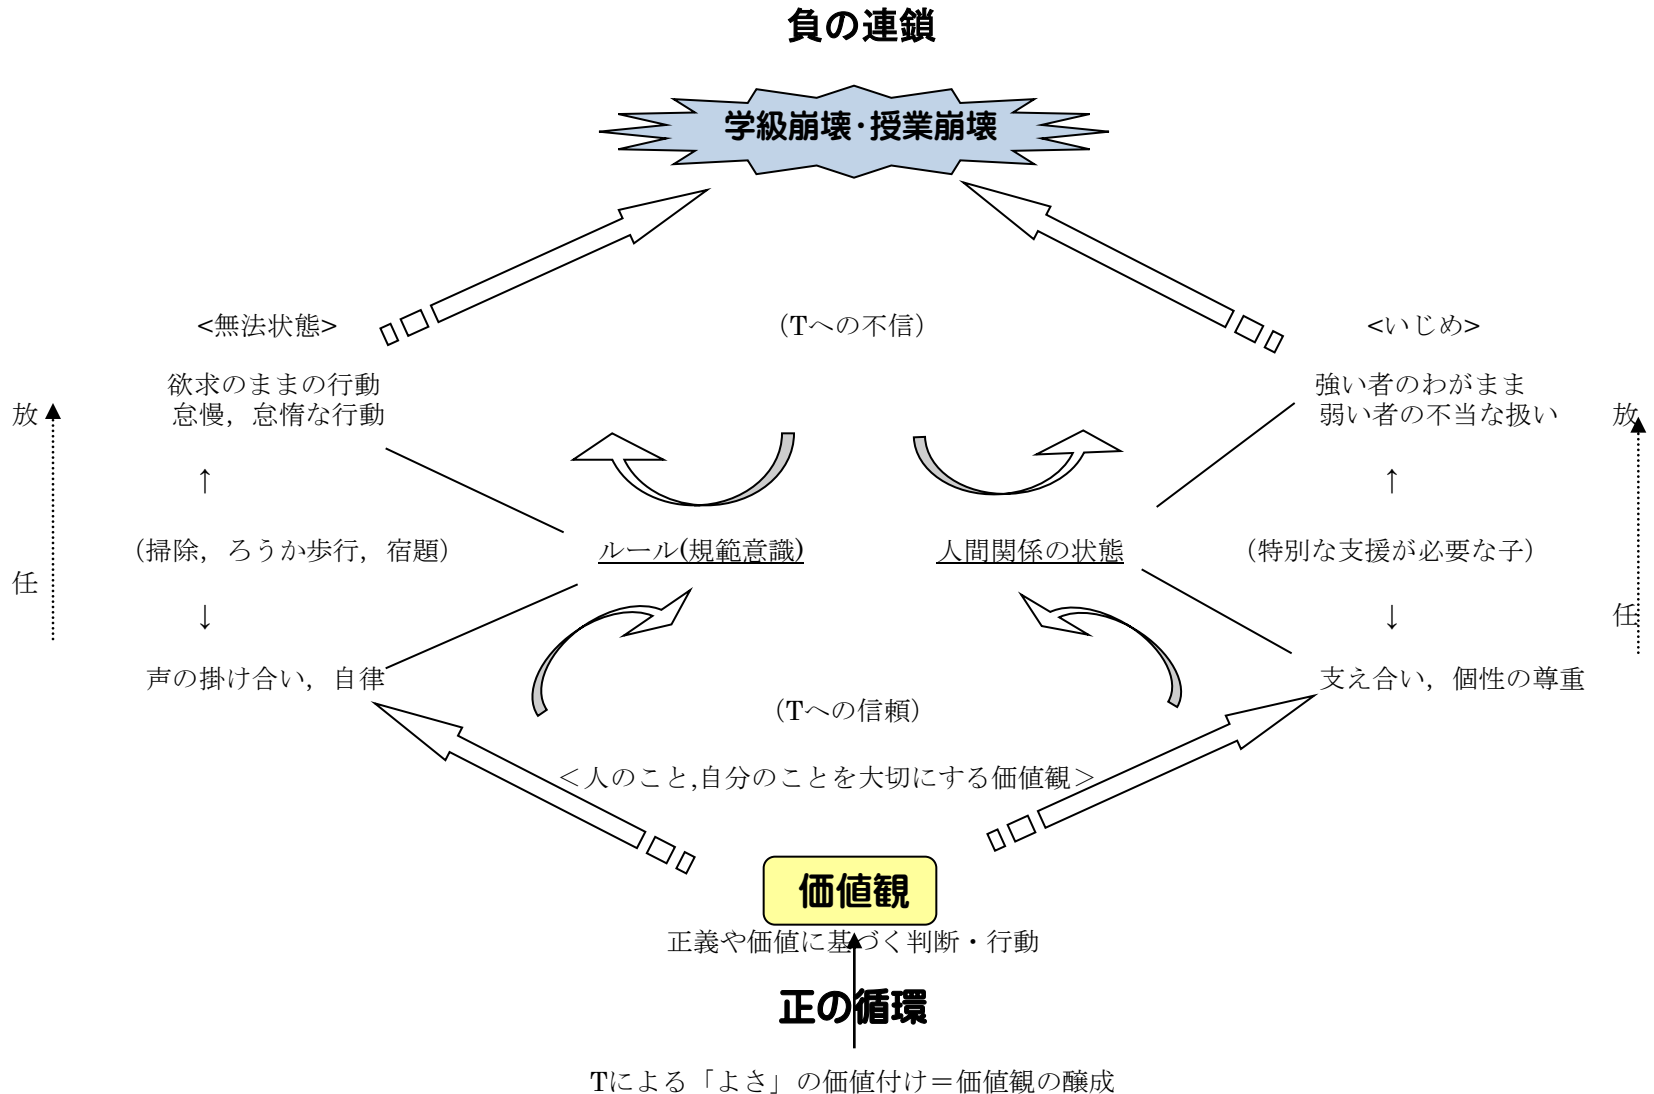 負の連鎖
学級崩壊・授業崩壊
<無法状態>
（Tへの不信）
<いじめ>
欲求のままの行動
怠慢，怠惰な行動
強い者のわがまま
弱い者の不当な扱い
放
放
↑
↑
（掃除，ろうか歩行，宿題）
ルール(規範意識)
人間関係の状態
（特別な支援が必要な子）
任
任
↓
↓
声の掛け合い，自律
支え合い，個性の尊重
（Tへの信頼）
＜人のこと,自分のことを大切にする価値観＞
価値観
正義や価値に基づく判断・行動
正の循環
Tによる「よさ」の価値付け＝価値観の醸成